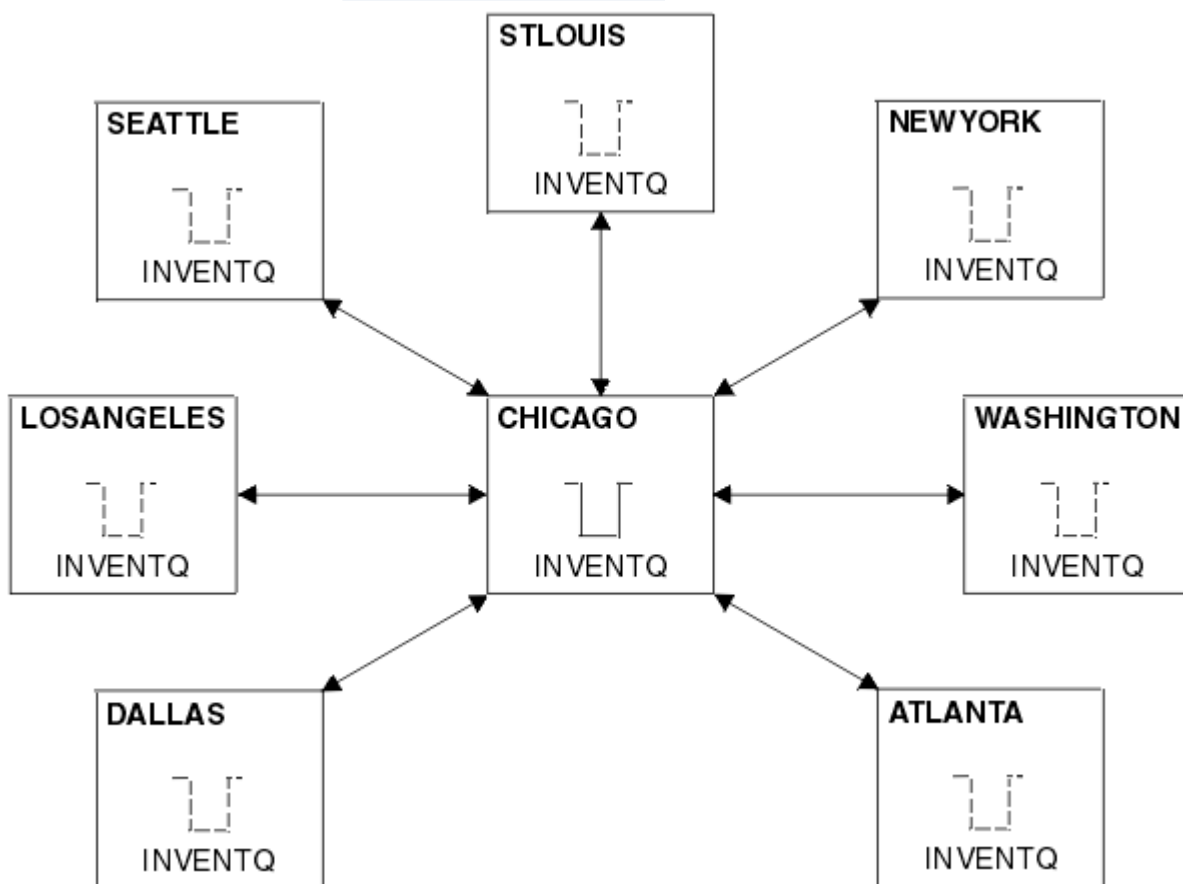 STLOUIS
INVENTQ
SEATTLE
INVENTQ
NEWYORK
INVENTQ
LOSANGELES
INVENTQ
CHICAGO
INVENTQ
WASHINGTON
INVENTQ
DALLAS
INVENTQ
ATLANTA
INVENTQ